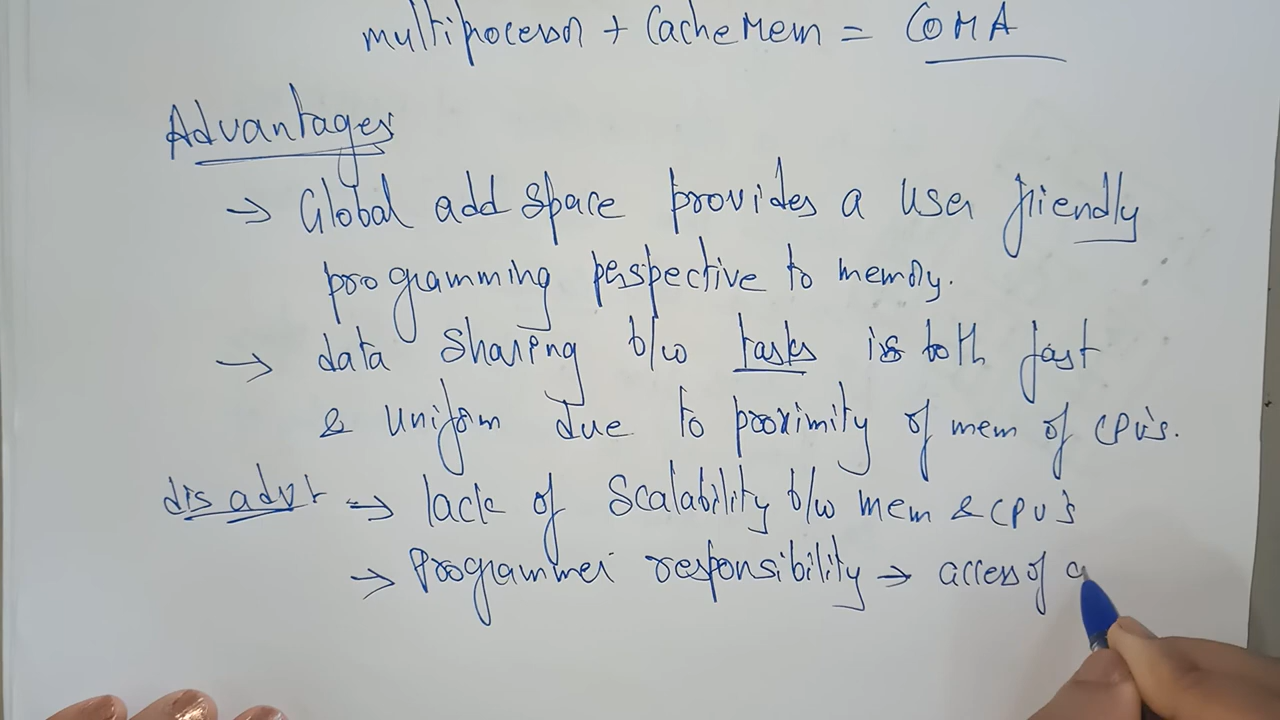 multiprocessor + Cache Mem = COMA
Advantages
→ Global add space provides a user friendly
programming perspective to memory.
→ data sharing b/w tasks is both fast
& uniform due to proximity of mem of CPU's.
dis advt → lack of Scalability b/w mem & CPU's
→ Programmer responsibility → access of